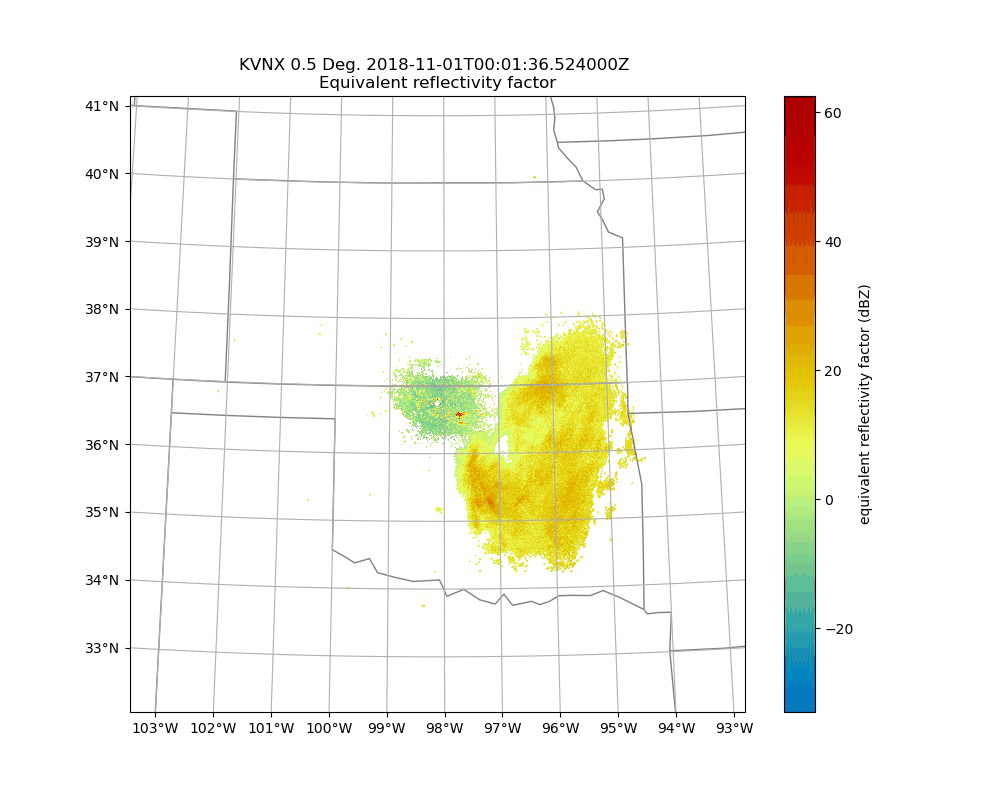 KVNX 0.5 Deg. 2018-11-01T00:01:36.524000Z
Equivalent reflectivity factor
41°N
40°N
39°N
38°N
37°N
36°N
35°N
34°N
33°N
103°W 102°W 101°W 100°W 99°W 98°W 97°W 96°W 95°W 94°W 93°W
60
40
20
0
−20
equivalent reflectivity factor (dBZ)